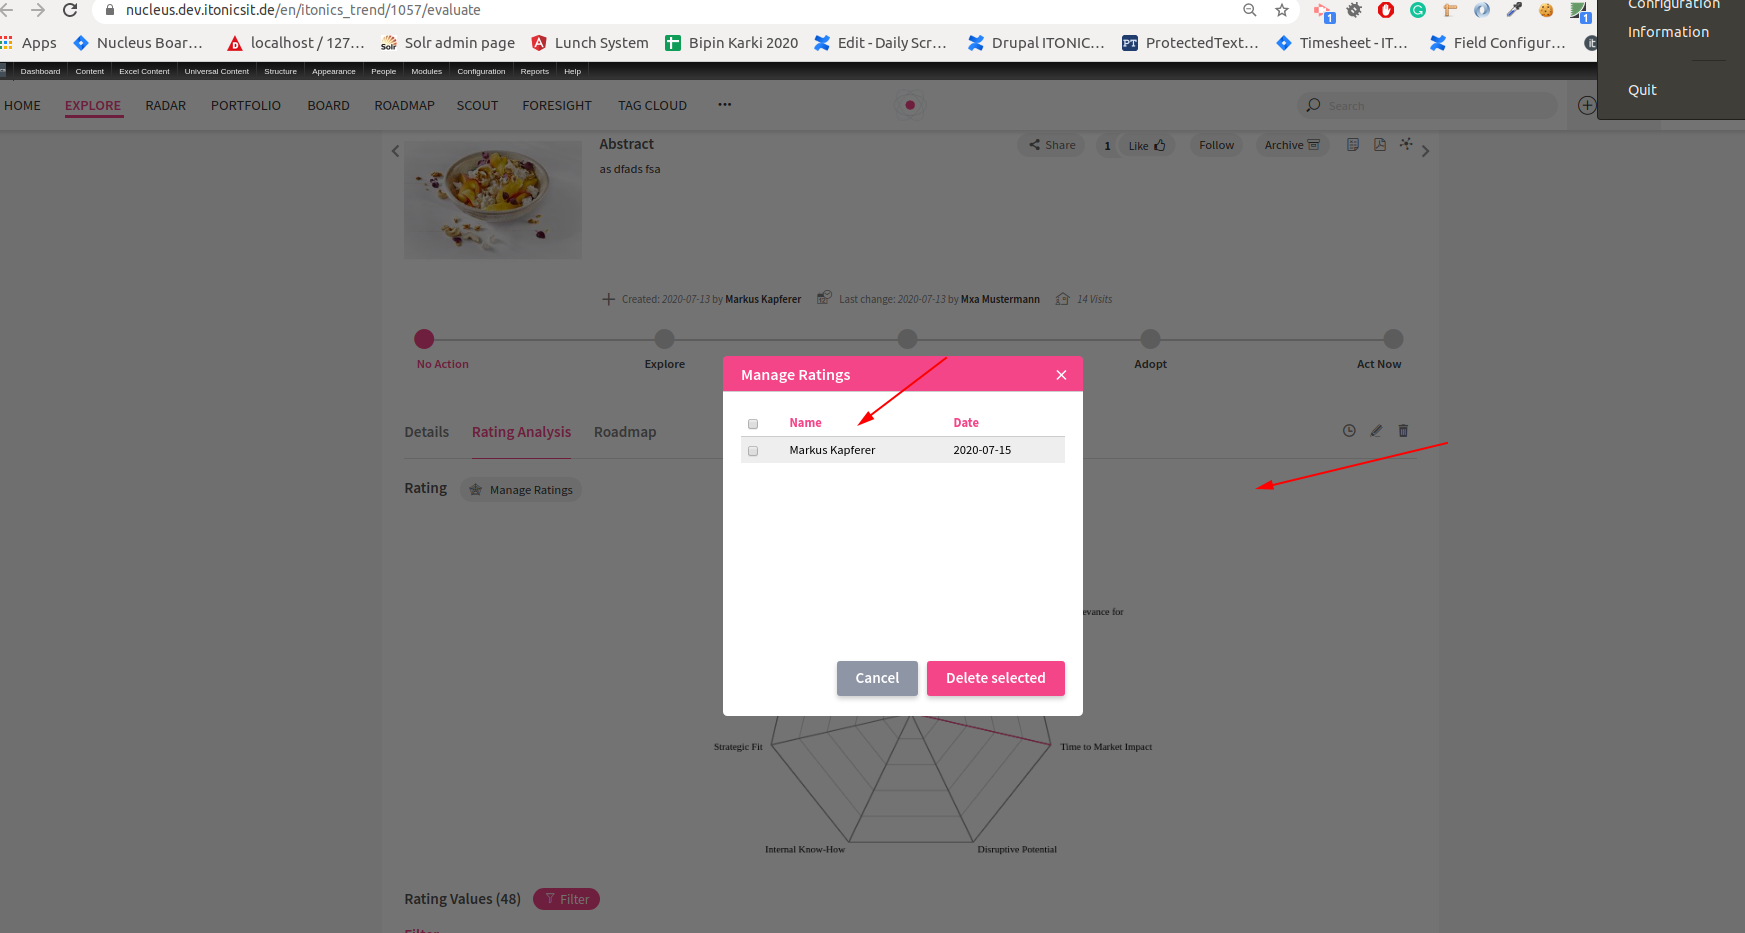 nucleus.dev.itonicsit.de/en/itonics_trend/1057/evaluate
1
1
Configuration
Information
Quit
Apps
Nucleus Boar...
localhost / 127...
Solr admin page
Lunch System
Bipin Karki 2020
Edit - Daily Scr...
Drupal ITONIC...
PT
ProtectedText...
Timesheet - IT...
Field Configur...
it
Dashboard
Content
Excel Content
Universal Content
Structure
Appearance
People
Modules
Configuration
Reports
Help
HOME
EXPLORE
RADAR
PORTFOLIO
BOARD
ROADMAP
SCOUT
FORESIGHT
TAG CLOUD
Search
Abstract
Share
1
Like
Follow
Archive
as dfads fsa
Created: 2020-07-13 by Markus Kapferer
Last change: 2020-07-13 by Mxa Mustermann
14 Visits
No Action
Explore
Adopt
Act Now
Manage Ratings
Name
Date
Markus Kapferer
2020-07-15
Cancel
Delete selected
Details
Rating Analysis
Roadmap
Rating
Manage Ratings
evance for
Strategic Fit
Time to Market Impact
Internal Know-How
Disruptive Potential
Rating Values (48)
Filter
Filter